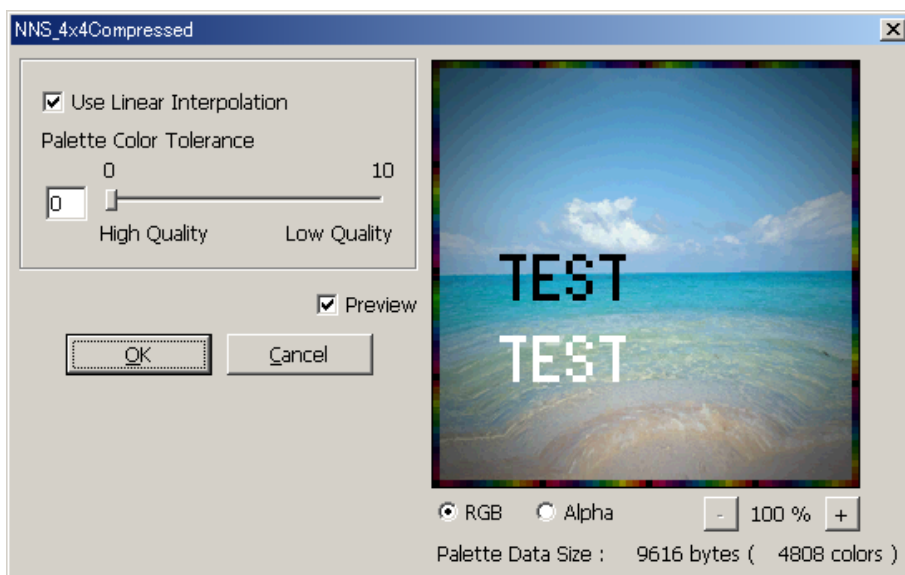 NNS_4x4Compressed
Use Linear Interpolation
Palette Color Tolerance
0 10
0
High Quality Low Quality
Preview
OK Cancel
TEST
TEST
RGB Alpha - 100 % +
Palette Data Size : 9616 bytes ( 4808 colors )